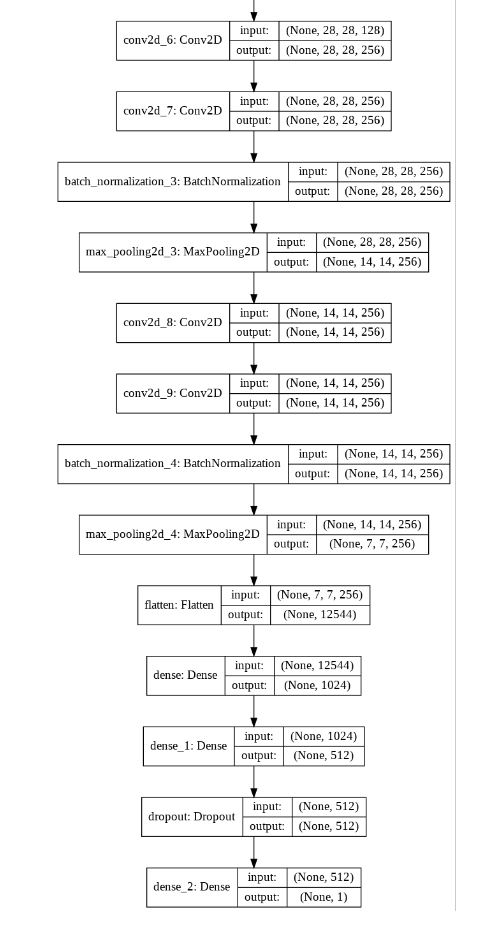 conv2d_6: Conv2D input: (None, 28, 28, 128)
output: (None, 28, 28, 256)
conv2d_7: Conv2D input: (None, 28, 28, 256)
output: (None, 28, 28, 256)
batch_normalization_3: BatchNormalization input: (None, 28, 28, 256)
output: (None, 28, 28, 256)
max_pooling2d_3: MaxPooling2D input: (None, 28, 28, 256)
output: (None, 14, 14, 256)
conv2d_8: Conv2D input: (None, 14, 14, 256)
output: (None, 14, 14, 256)
conv2d_9: Conv2D input: (None, 14, 14, 256)
output: (None, 14, 14, 256)
batch_normalization_4: BatchNormalization input: (None, 14, 14, 256)
output: (None, 14, 14, 256)
max_pooling2d_4: MaxPooling2D input: (None, 14, 14, 256)
output: (None, 7, 7, 256)
flatten: Flatten input: (None, 7, 7, 256)
output: (None, 12544)
dense: Dense input: (None, 12544)
output: (None, 1024)
dense_1: Dense input: (None, 1024)
output: (None, 512)
dropout: Dropout input: (None, 512)
output: (None, 512)
dense_2: Dense input: (None, 512)
output: (None, 1)